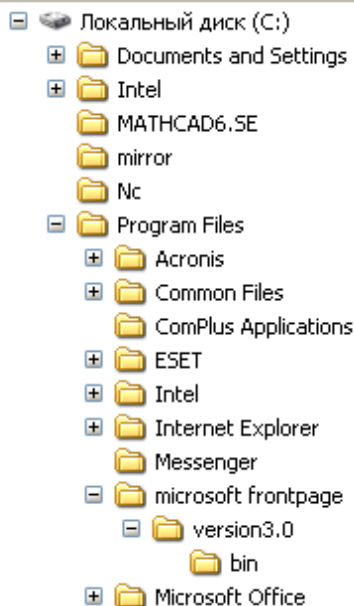 Локальный диск (C:)
Documents and Settings
Intel
MATHCAD6.SE
mirror
Nc
Program Files
Acronis
Common Files
ComPlus Applications
ESET
Intel
Internet Explorer
Messenger
microsoft frontpage
version3.0
bin
Microsoft Office